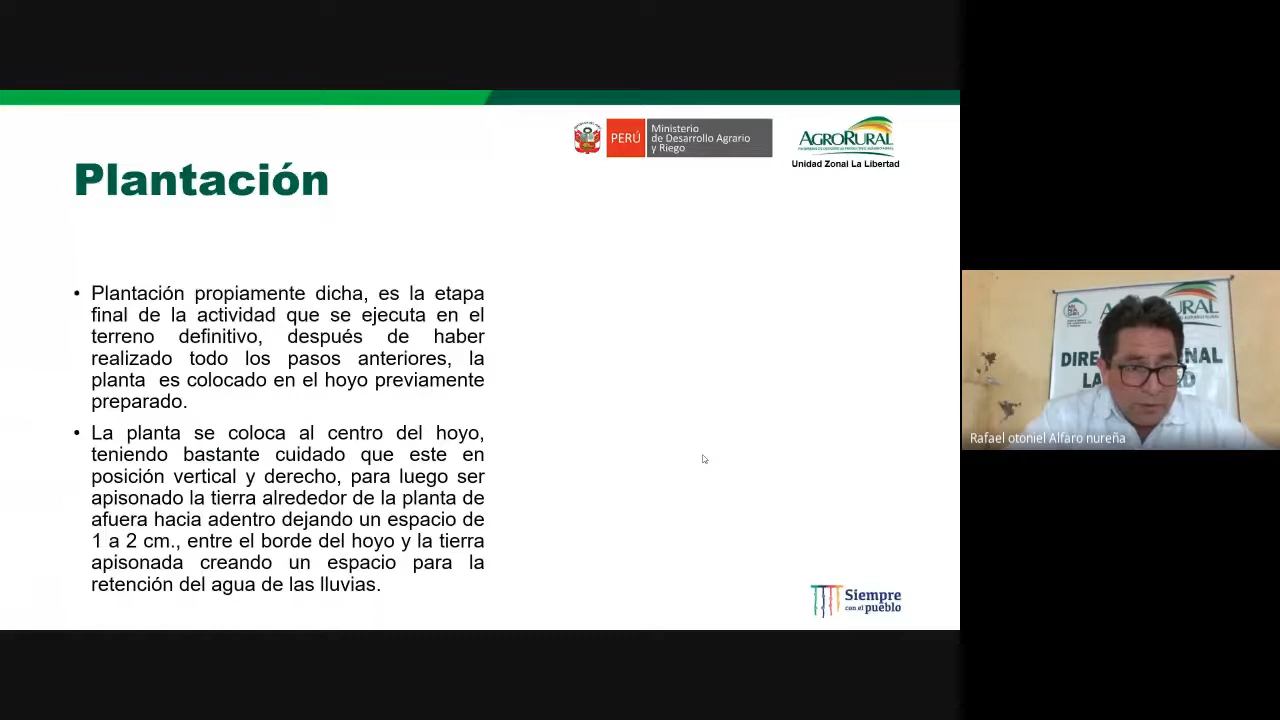 PERÚ
Ministerio
de Desarrollo Agrario
y Riego
AGRORURAL
Unidad Zonal La Libertad
Plantación
• Plantación propiamente dicha, es la etapa
final de la actividad que se ejecuta en el
terreno definitivo, después de haber
realizado todo los pasos anteriores, la
planta es colocado en el hoyo previamente
preparado.
• La planta se coloca al centro del hoyo,
teniendo bastante cuidado que este en
posición vertical y derecho, para luego ser
apisonado la tierra alrededor de la planta de
afuera hacia adentro dejando un espacio de
1 a 2 cm., entre el borde del hoyo y la tierra
apisonada creando un espacio para la
retención del agua de las lluvias.
Siempre
con el pueblo
Rafael otoniel Alfaro nureña